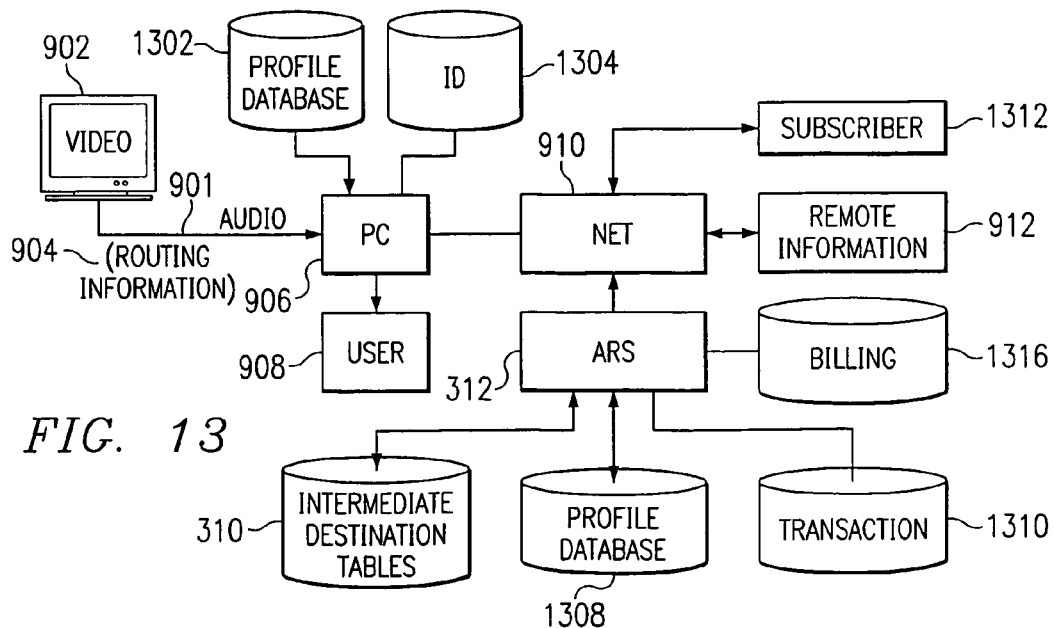 902
1302
PROFILE
DATABASE
ID
1304
VIDEO
901
AUDIO
904
(ROUTING
INFORMATION)
PC
906
910
NET
SUBSCRIBER
1312
REMOTE
INFORMATION
912
USER
908
ARS
312
BILLING
1316
FIG. 13
310
INTERMEDIATE
DESTINATION
TABLES
PROFILE
DATABASE
1308
TRANSACTION
1310